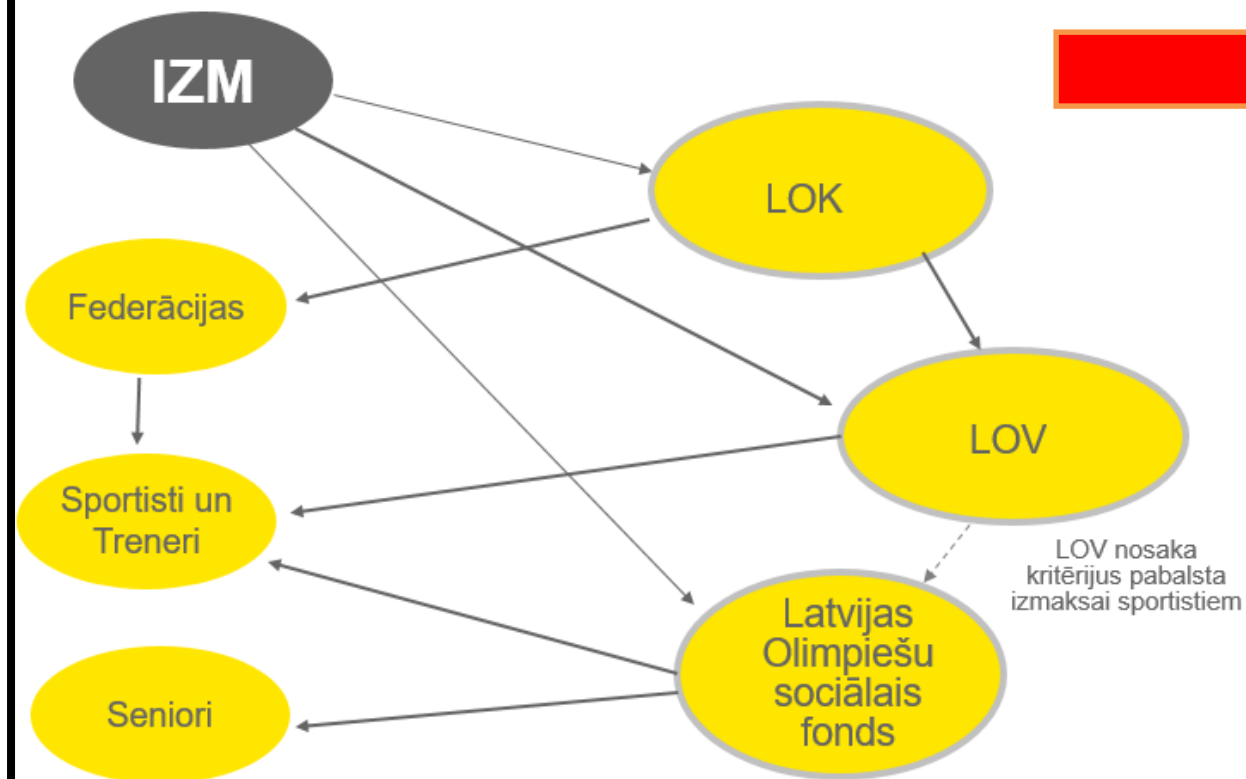 IZM
LOK
Federācijas
LOV
Sportisti un
Treneri
LOV nosaka
kritērijus pabalsta
izmaksai sportistiem
Latvijas
Olimpiešu
sociālais
fonds
Seniori